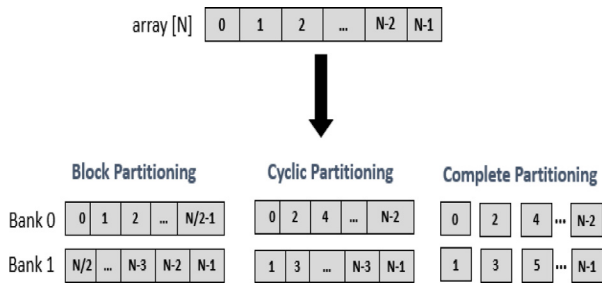 array [N] 0 1 2 ... N-2 N-1
Block Partitioning Cyclic Partitioning Complete Partitioning
Bank 0 0 1 2 ... N/2-1 0 2 4 ... N-2 0 2 4 ... N-2
Bank 1 N/2 ... N-3 N-2 N-1 1 3 ... N-3 N-1 1 3 5 ... N-1